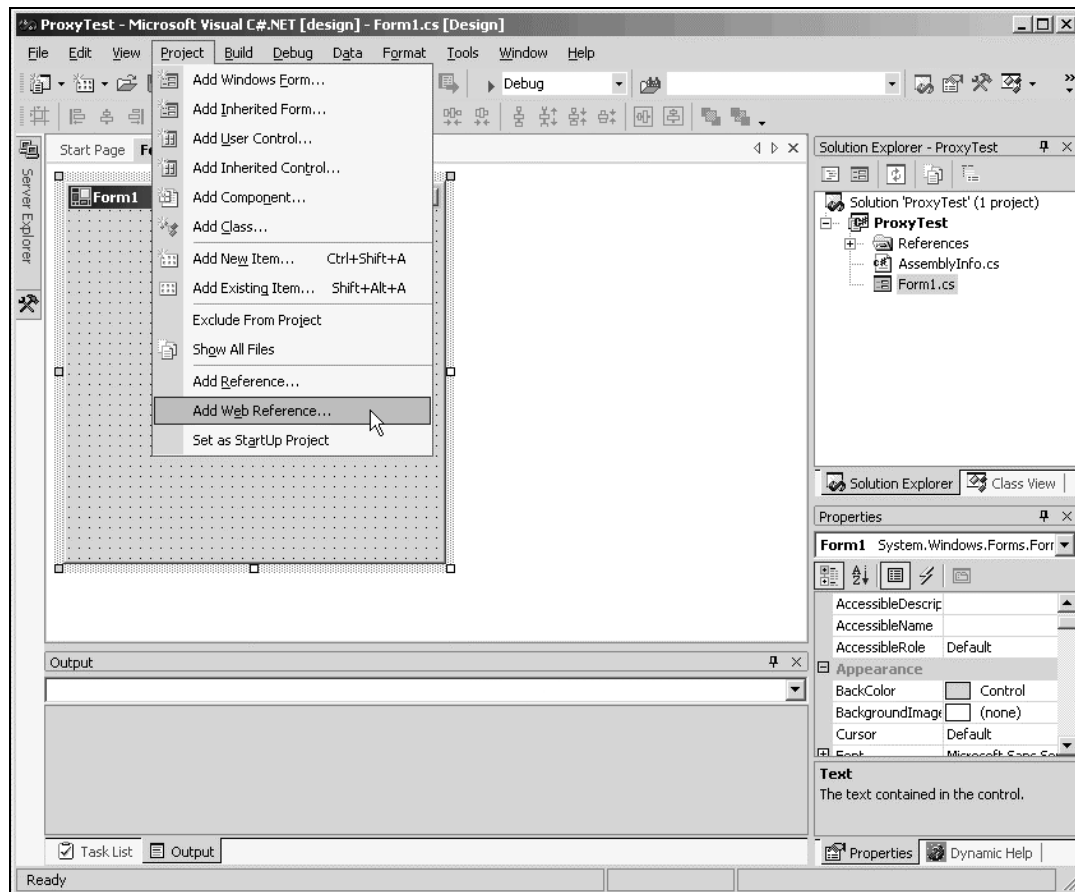 ProxyTest - Microsoft Visual C#.NET [design] - Form1.cs [Design]
File Edit View Project Build Debug Data Format Tools Window Help
Debug
Add Windows Form...
Add Inherited Form...
Add User Control...
Add Inherited Control...
Add Component...
Add Class...
Add New Item... Ctrl+Shift+A
Add Existing Item... Shift+Alt+A
Exclude From Project
Show All Files
Add Reference...
Add Web Reference...
Set as StartUp Project
Server Explorer
Start Page Fo
Form1
Solution Explorer - ProxyTest
Solution 'ProxyTest' (1 project)
ProxyTest
References
AssemblyInfo.cs
Form1.cs
Solution Explorer Class View
Properties
Form1 System.Windows.Forms.Forr
AccessibleDescrip
AccessibleName
AccessibleRole Default
Appearance
BackColor Control
BackgroundImage (none)
Cursor Default
Font Microsoft Sans Se
Text
The text contained in the control.
Properties Dynamic Help
Output
Task List Output
Ready